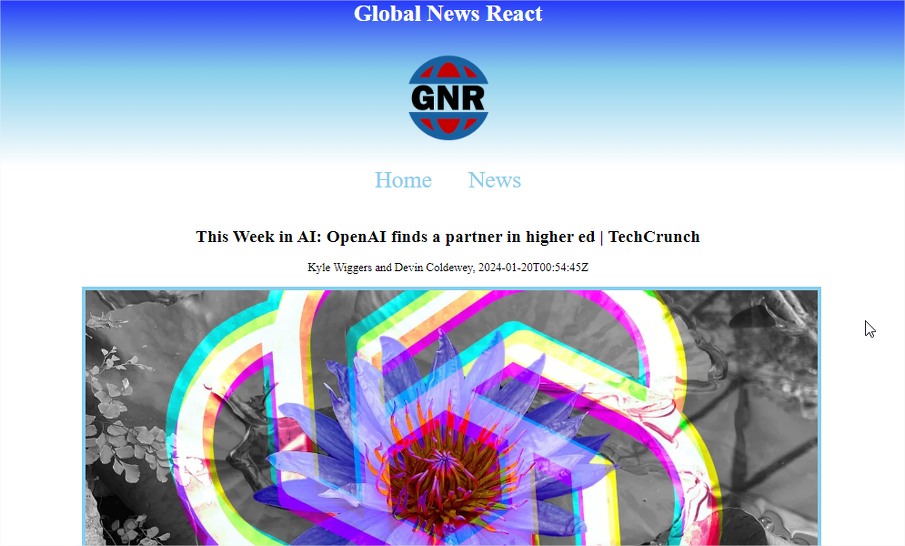 Global News React
GNR
Home News
This Week in AI: OpenAI finds a partner in higher ed | TechCrunch
Kyle Wiggers and Devin Coldewey, 2024-01-20T00:54:45Z